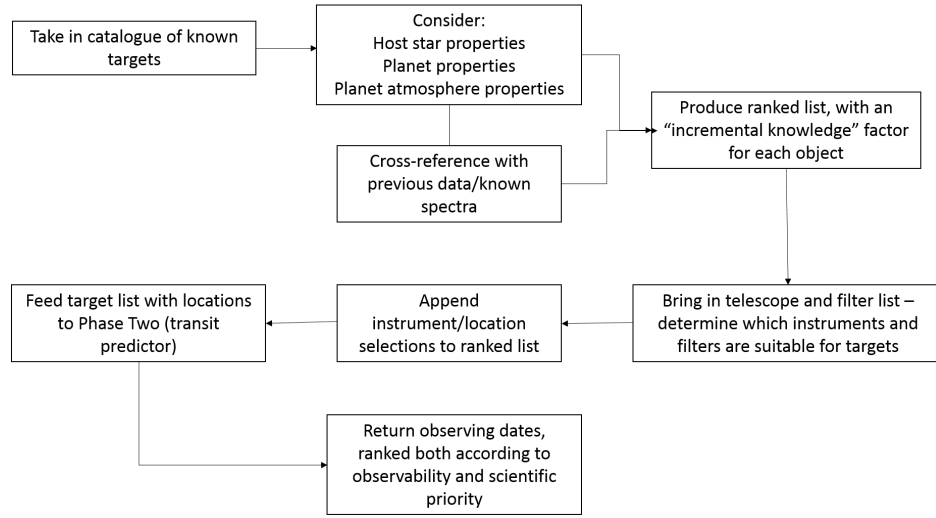 Take in catalogue of known
targets
Consider:
Host star properties
Planet properties
Planet atmosphere properties
Cross-reference with
previous data/known
spectra
Produce ranked list, with an
“incremental knowledge” factor
for each object
Bring in telescope and filter list –
determine which instruments and
filters are suitable for targets
Append
instrument/location
selections to ranked list
Feed target list with locations
to Phase Two (transit
predictor)
Return observing dates,
ranked both according to
observability and scientific
priority